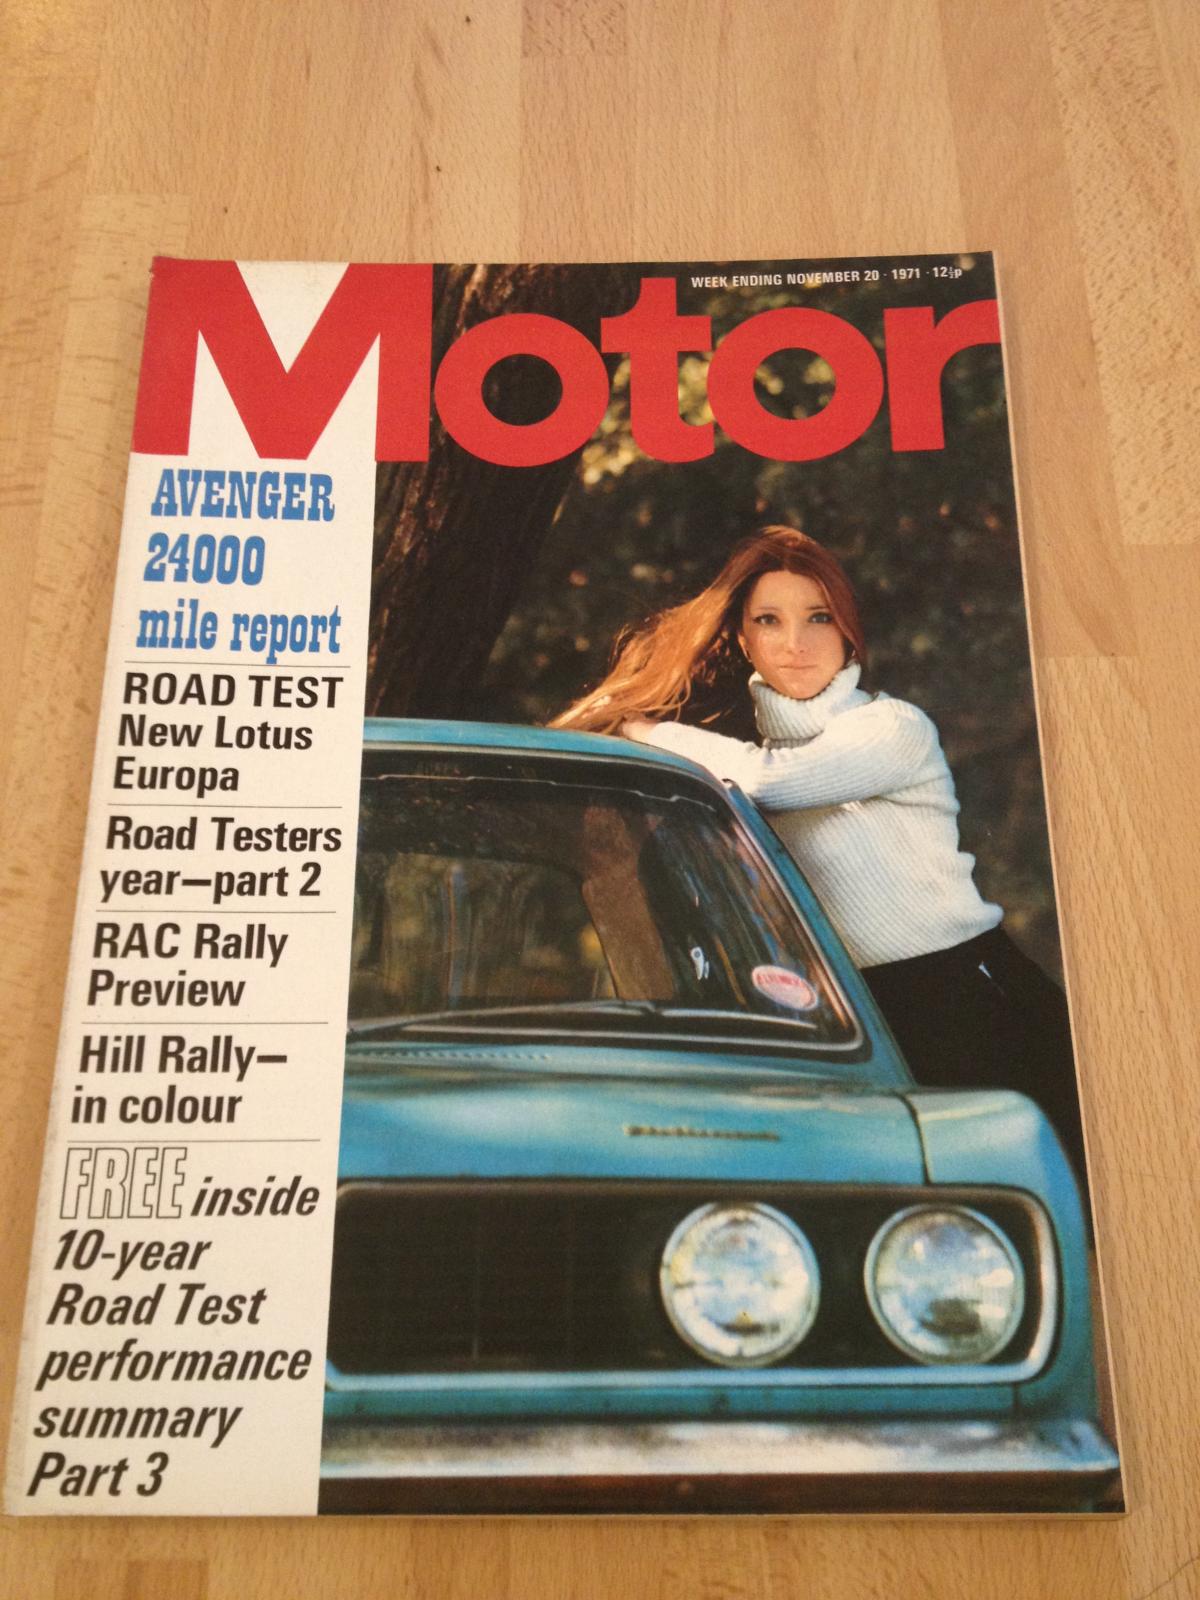 WEEK ENDING NOVEMBER 20 · 1971 · 12½p
Motor
AVENGER
24000
mile report
ROAD TEST
New Lotus
Europa
Road Testers
year—part 2
RAC Rally
Preview
Hill Rally—
in colour
FREE inside
10-year
Road Test
performance
summary
Part 3